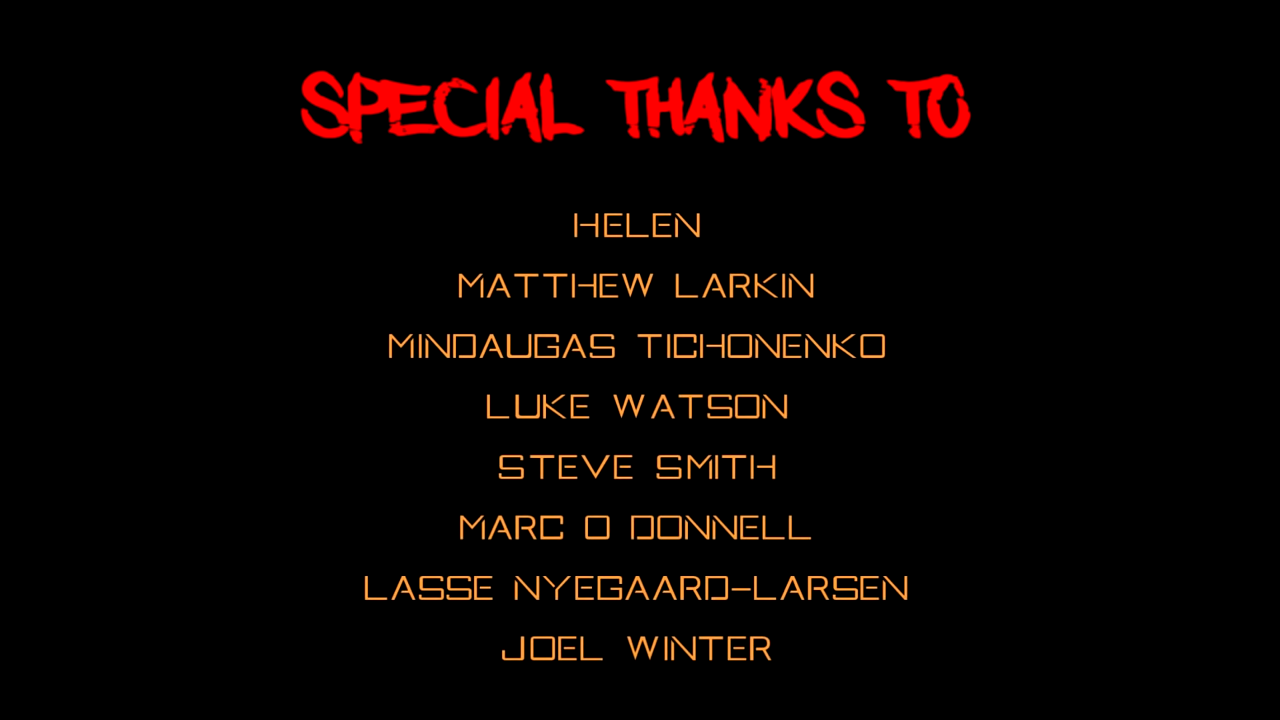 SPECIAL THANKS TO
HELEN
MATTHEW LARKIN
MINDAUGAS TICHONENKO
LUKE WATSON
STEVE SMITH
MARC O DONNELL
LASSE NYEGAARD-LARSEN
JOEL WINTER